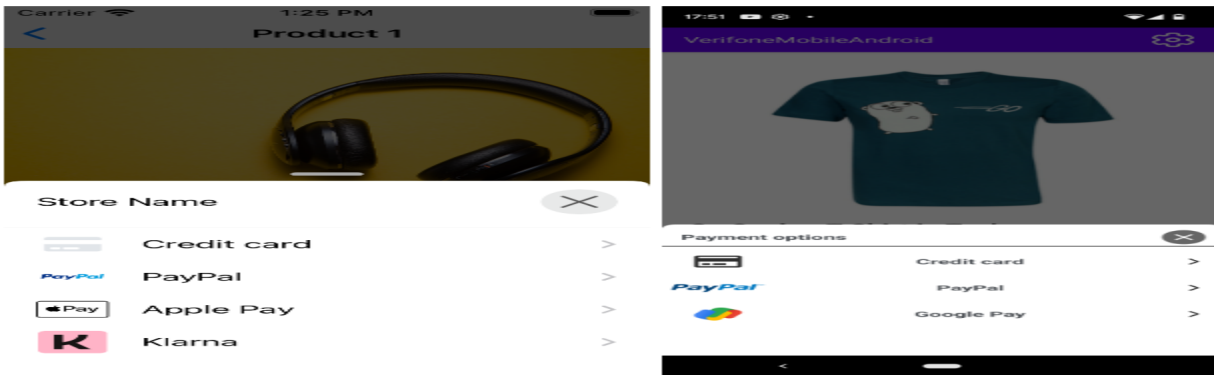 Carrier 1:25 PM
Product 1
Store Name
Credit card
PayPal PayPal
Pay Apple Pay
K Klarna
17:51
VerifoneMobileAndroid
Payment options
Credit card
PayPal PayPal
Google Pay